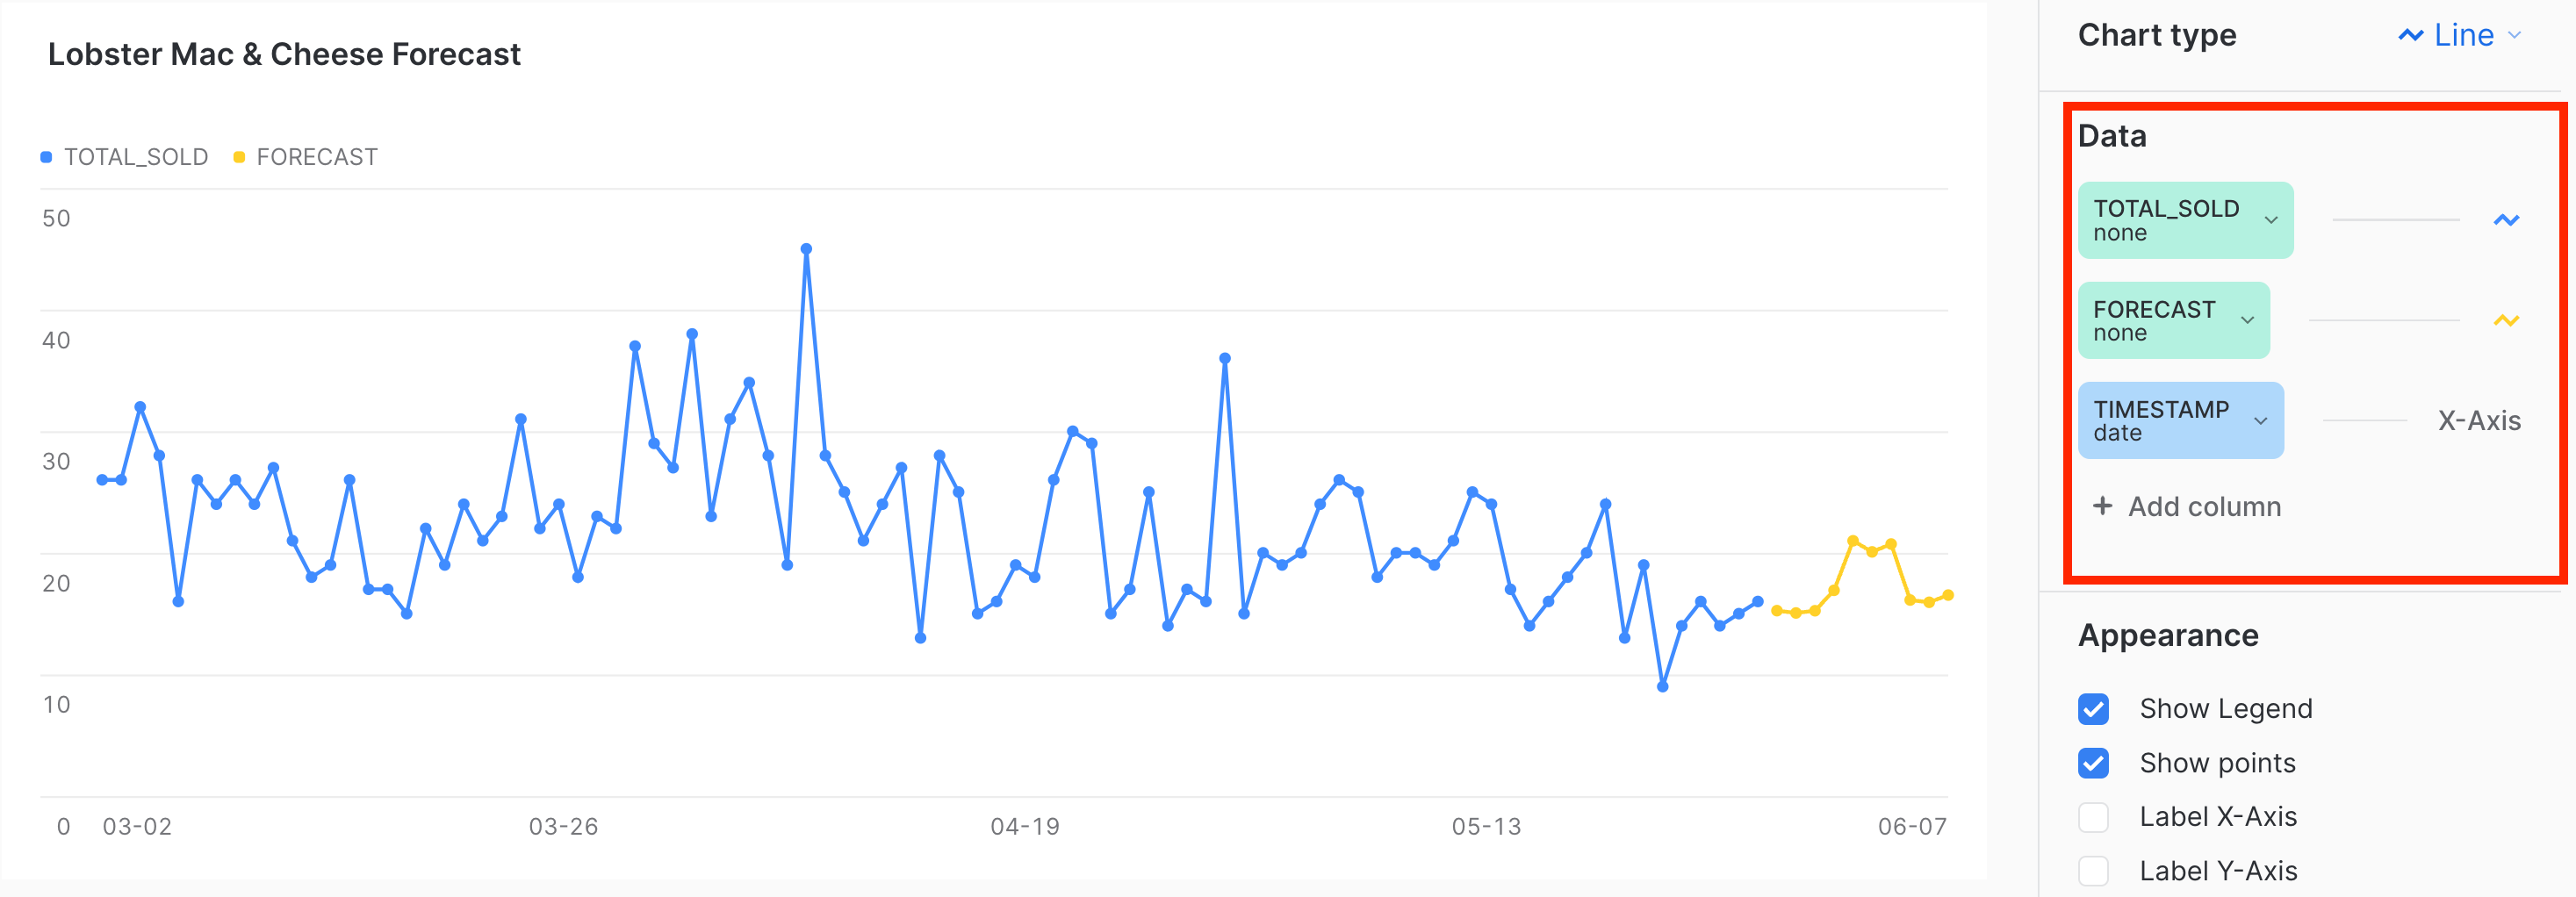 Lobster Mac & Cheese Forecast
TOTAL_SOLD FORECAST
50
40
30
20
10
0 03-02 03-26 04-19 05-13 06-07
Chart type Line
Data
TOTAL_SOLD
none
FORECAST
none
TIMESTAMP
date
X-Axis
+ Add column
Appearance
Show Legend
Show points
Label X-Axis
Label Y-Axis